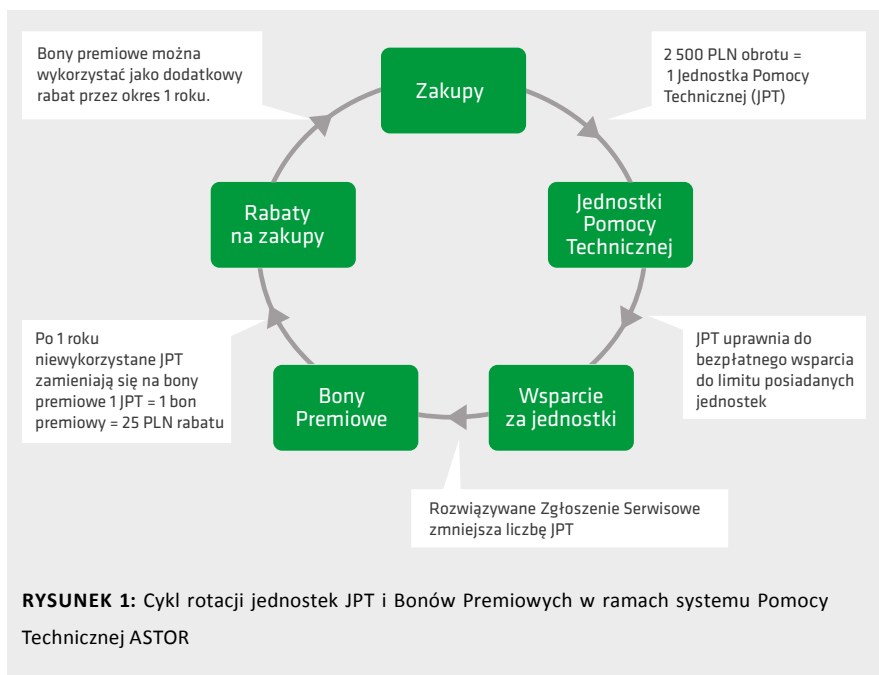 Bony premiowe można
wykorzystać jako dodatkowy
rabat przez okres 1 roku.
Zakupy
2 500 PLN obrotu =
1 Jednostka Pomocy
Technicznej (JPT)
Rabaty
na zakupy
Jednostki
Pomocy
Technicznej
Po 1 roku
niewykorzystane JPT
zamieniają się na bony
premiowe 1 JPT = 1 bon
premiowy = 25 PLN rabatu
JPT uprawnia do
bezpłatnego wsparcia
do limitu posiadanych
jednostek
Bony
Premiowe
Wsparcie
za jednostki
Rozwiązywane Zgłoszenie Serwisowe
zmniejsza liczbę JPT
RYSUNEK 1: Cykl rotacji jednostek JPT i Bonów Premiowych w ramach systemu Pomocy
Technicznej ASTOR